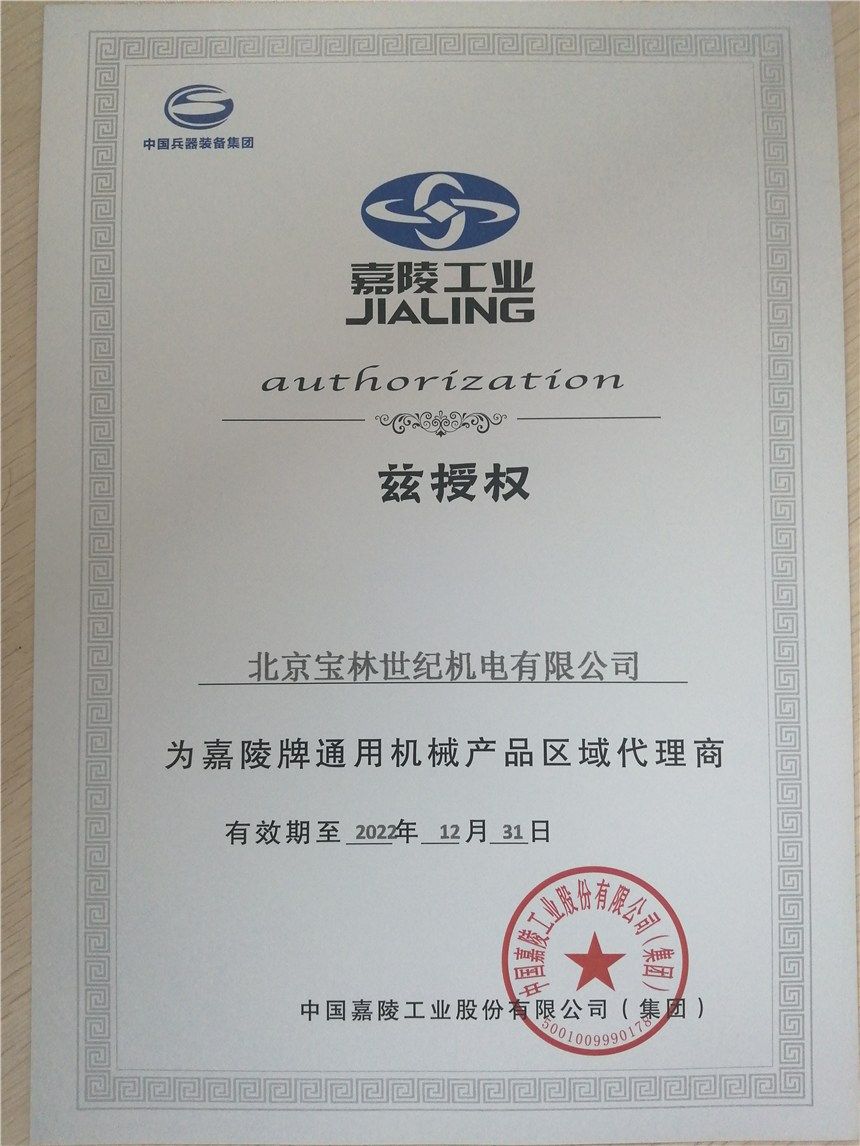 中国兵器装备集团
嘉陵工业
JIALING
authorization
兹授权
北京宝林世纪机电有限公司
为嘉陵牌通用机械产品区域代理商
有效期至 2022年 12月 31日
中国嘉陵工业股份有限公司(集团)
中国嘉陵工业股份有限公司(集团)
5001009990178